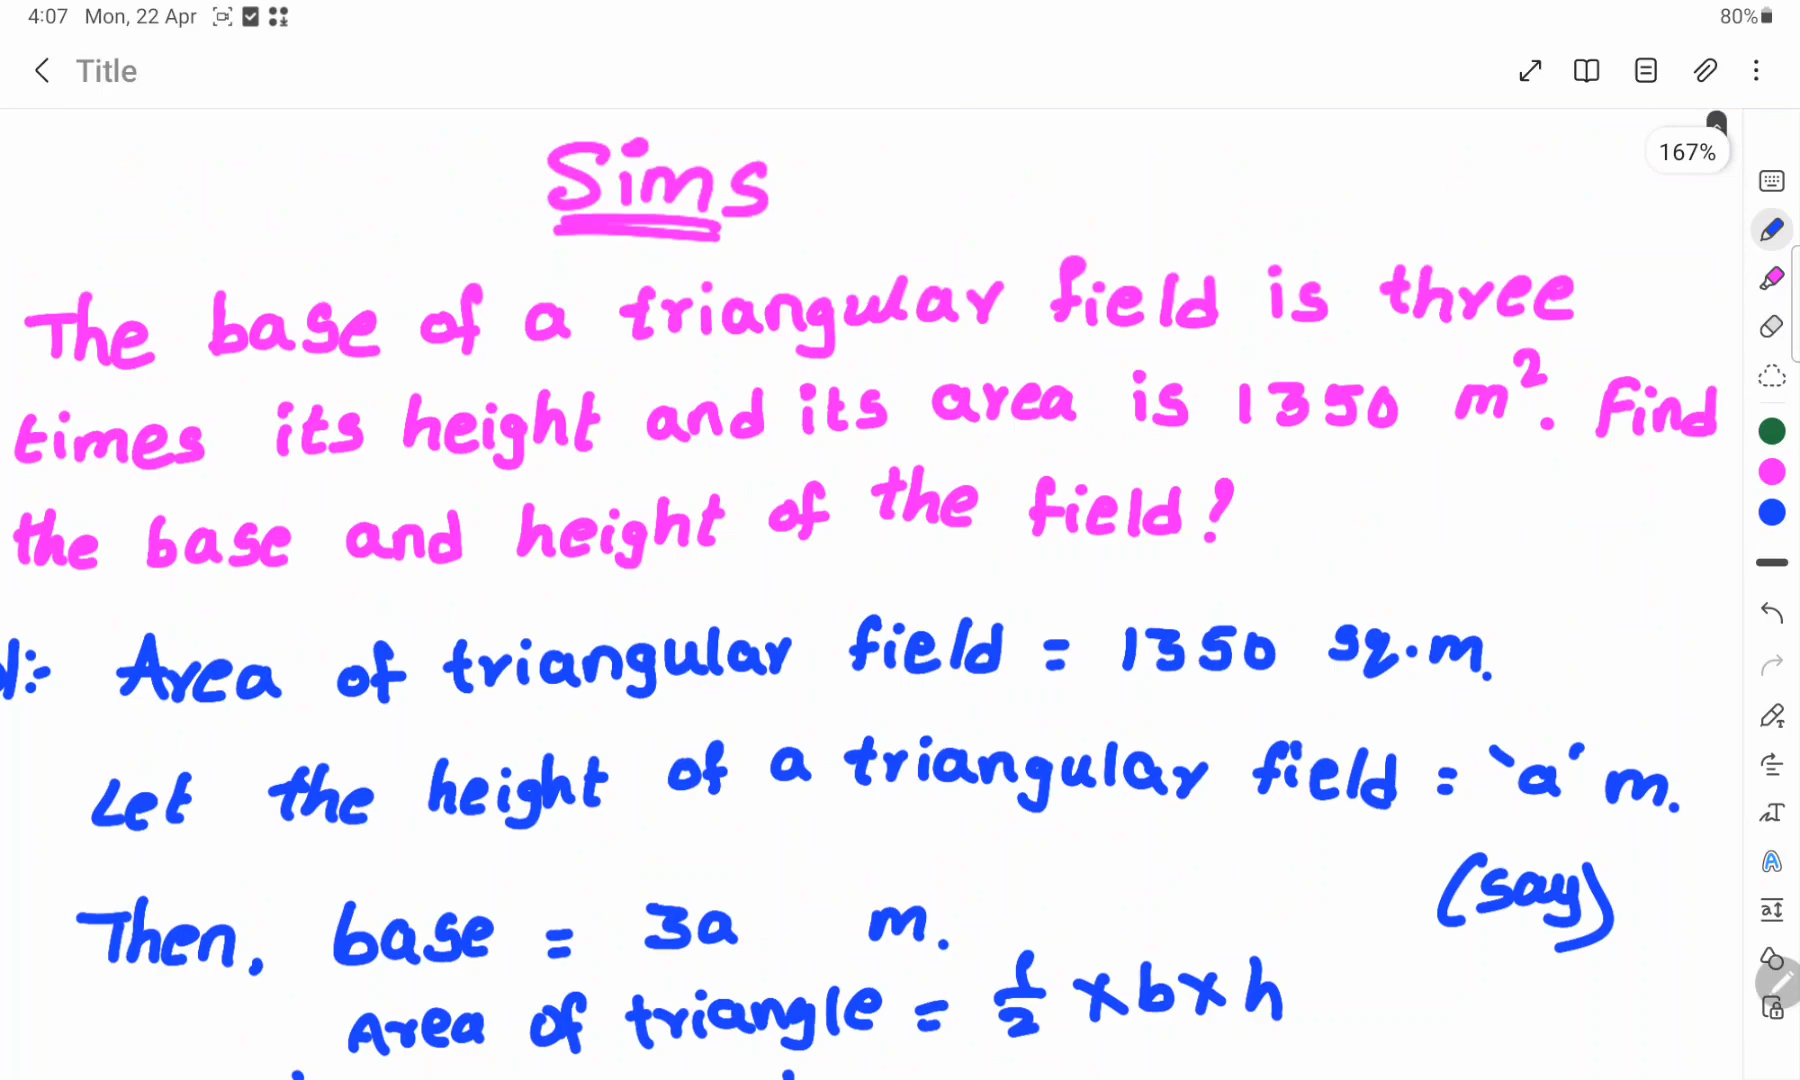 4:07 Mon, 22 Apr
80%
Title
167%
Sims
The base of a triangular field is three
times its height and its area is 1350 m². Find
the base and height of the field?
Area of triangular field = 1350 sq.m.
Let the height of a triangular field = 'a' m.
(say)
Then, base = 3a m.
Area of triangle = 1/2 × b × h